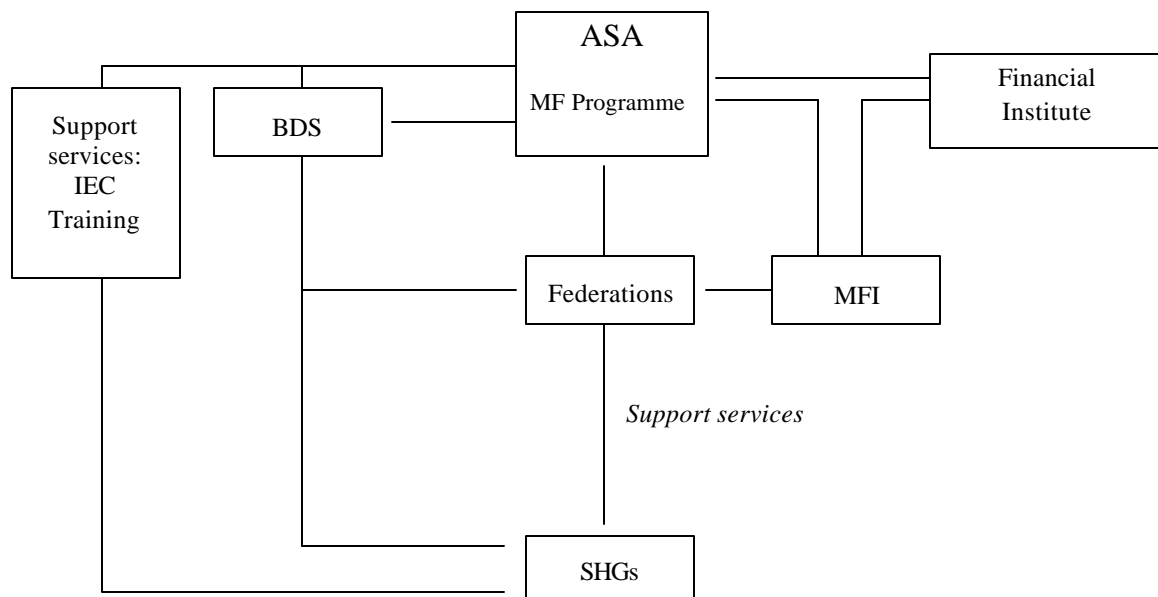 ASA
MF Programme
Financial
Institute
Support
services:
IEC
Training
BDS
Federations
MFI
Support services
SHGs